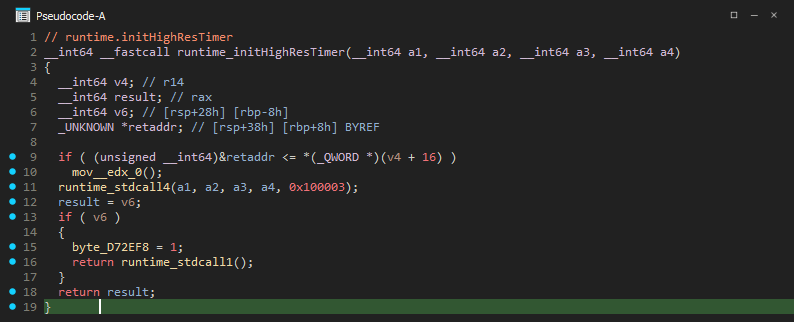 Pseudocode-A
1 // runtime.initHighResTimer
2 __int64 __fastcall runtime_initHighResTimer(__int64 a1, __int64 a2, __int64 a3, __int64 a4)
3 {
4 __int64 v4; // r14
5 __int64 result; // rax
6 __int64 v6; // [rsp+28h] [rbp-8h]
7 _UNKNOWN *retaddr; // [rsp+38h] [rbp+8h] BYREF
8
9 if ( (unsigned __int64)&retaddr <= *(_QWORD *)(v4 + 16) )
10 mov__edx_0();
11 runtime_stdcall4(a1, a2, a3, a4, 0x100003);
12 result = v6;
13 if ( v6 )
14 {
15 byte_D72EF8 = 1;
16 return runtime_stdcall1();
17 }
18 return result;
19 }